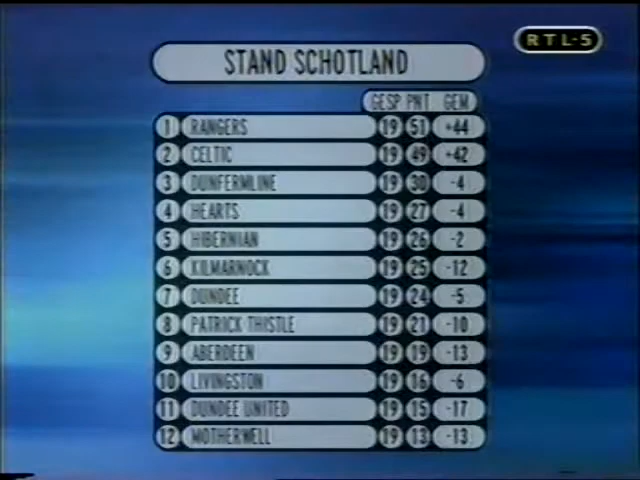 RTL-5
STAND SCHOTLAND
GESP PNT GEM
1 RANGERS 19 51 +44
2 CELTIC 19 49 +42
3 DUNFERMLINE 19 30 -4
4 HEARTS 19 27 -4
5 HIBERNIAN 19 26 -2
6 KILMARNOCK 19 25 -12
7 DUNDEE 19 24 -5
8 PATRICK THISTLE 19 21 -10
9 ABERDEEN 19 19 -13
10 LIVINGSTON 19 16 -6
11 DUNDEE UNITED 19 15 -17
12 MOTHERWELL 19 13 -13